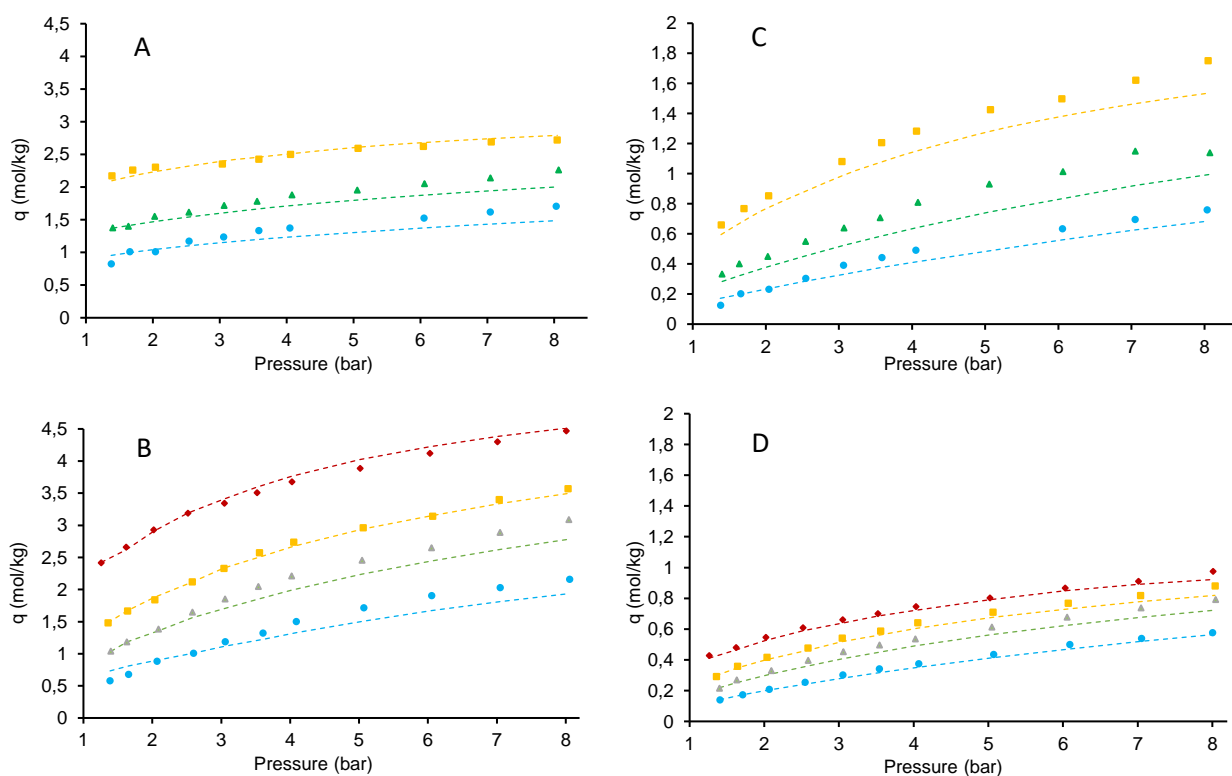 A
q (mol/kg)
4,5
4
3,5
3
2,5
2
1,5
1
0,5
0
1 2 3 4 5 6 7 8
Pressure (bar)
C
q (mol/kg)
2
1,8
1,6
1,4
1,2
1
0,8
0,6
0,4
0,2
0
1 2 3 4 5 6 7 8
Pressure (bar)
B
q (mol/kg)
4,5
4
3,5
3
2,5
2
1,5
1
0,5
0
1 2 3 4 5 6 7 8
Pressure (bar)
D
q (mol/kg)
2
1,8
1,6
1,4
1,2
1
0,8
0,6
0,4
0,2
0
1 2 3 4 5 6 7 8
Pressure (bar)